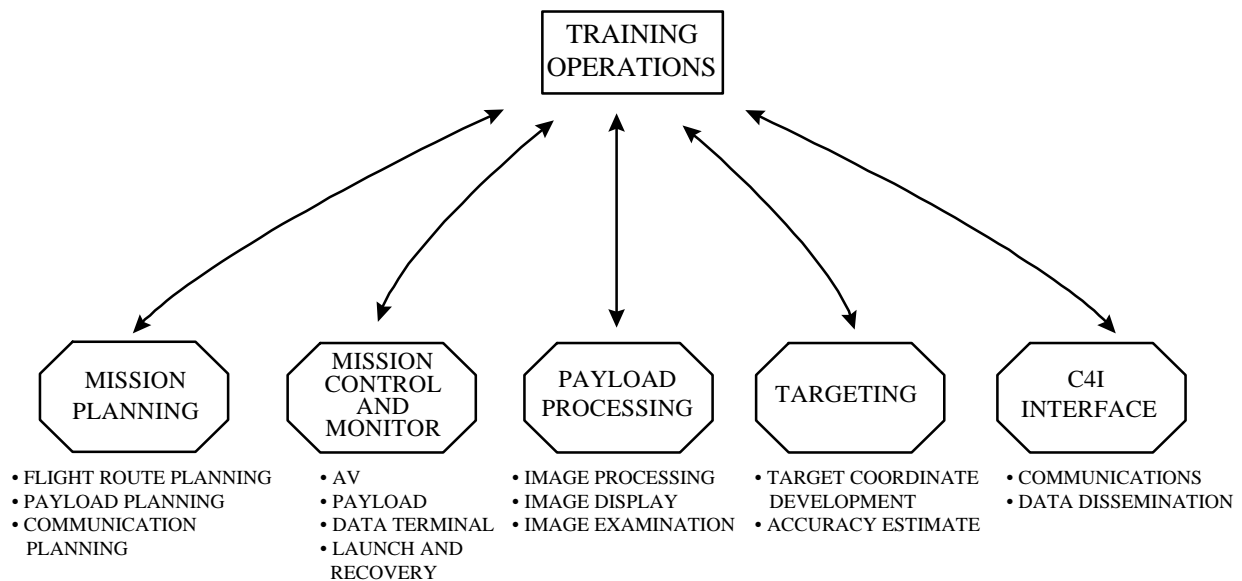 TRAINING
OPERATIONS
MISSION
PLANNING
MISSION
CONTROL
AND
MONITOR
PAYLOAD
PROCESSING
TARGETING
C4I
INTERFACE
• FLIGHT ROUTE PLANNING
• PAYLOAD PLANNING
• COMMUNICATION
PLANNING
• AV
• PAYLOAD
• DATA TERMINAL
• LAUNCH AND
RECOVERY
• IMAGE PROCESSING
• IMAGE DISPLAY
• IMAGE EXAMINATION
• TARGET COORDINATE
DEVELOPMENT
• ACCURACY ESTIMATE
• COMMUNICATIONS
• DATA DISSEMINATION